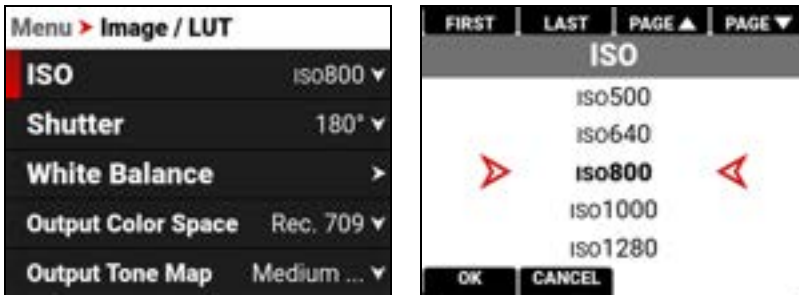 Menu > Image / LUT
ISO ISO800
Shutter 180°
White Balance >
Output Color Space Rec. 709
Output Tone Map Medium ...
FIRST LAST PAGE ▲ PAGE ▼
ISO
ISO500
ISO640
ISO800
ISO1000
ISO1280
OK CANCEL